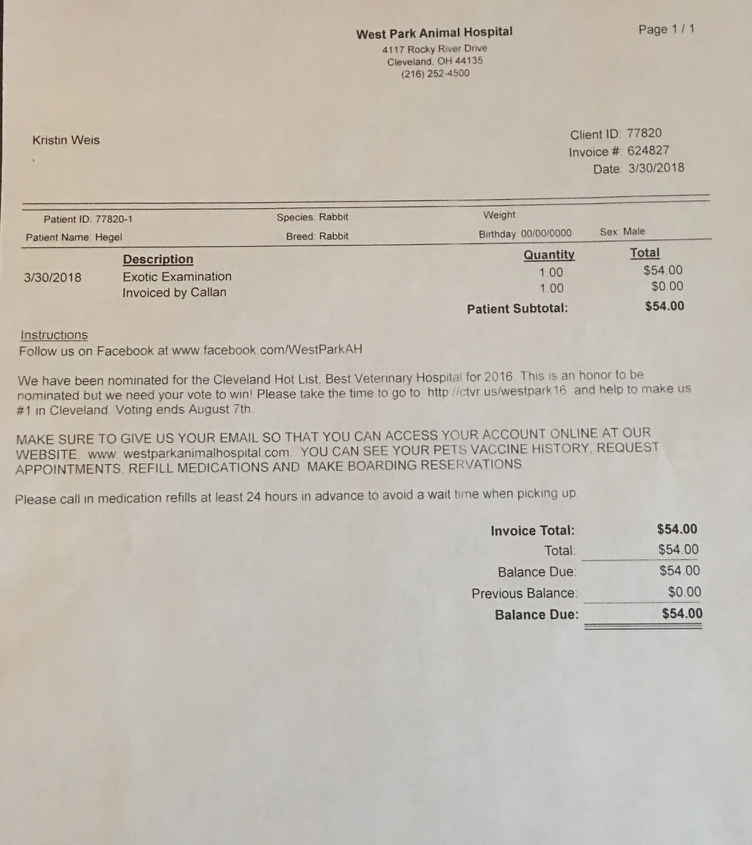 West Park Animal Hospital
Page 1 / 1
4117 Rocky River Drive
Cleveland, OH 44135
(216) 252-4500
Kristin Weis
Client ID: 77820
Invoice #: 624827
Date: 3/30/2018
Patient ID: 77820-1 Species: Rabbit Weight:
Patient Name: Hegel Breed: Rabbit Birthday: 00/00/0000 Sex: Male
Description Quantity Total
3/30/2018 Exotic Examination 1.00 $54.00
Invoiced by Callan 1.00 $0.00
Patient Subtotal: $54.00
Instructions
Follow us on Facebook at www.facebook.com/WestParkAH
We have been nominated for the Cleveland Hot List, Best Veterinary Hospital for 2016. This is an honor to be
nominated but we need your vote to win! Please take the time to go to http://ctvr.us/westpark16 and help to make us
#1 in Cleveland. Voting ends August 7th.
MAKE SURE TO GIVE US YOUR EMAIL SO THAT YOU CAN ACCESS YOUR ACCOUNT ONLINE AT OUR
WEBSITE, www.westparkanimalhospital.com. YOU CAN SEE YOUR PETS VACCINE HISTORY, REQUEST
APPOINTMENTS, REFILL MEDICATIONS AND MAKE BOARDING RESERVATIONS
Please call in medication refills at least 24 hours in advance to avoid a wait time when picking up.
Invoice Total: $54.00
Total: $54.00
Balance Due: $54.00
Previous Balance: $0.00
Balance Due: $54.00